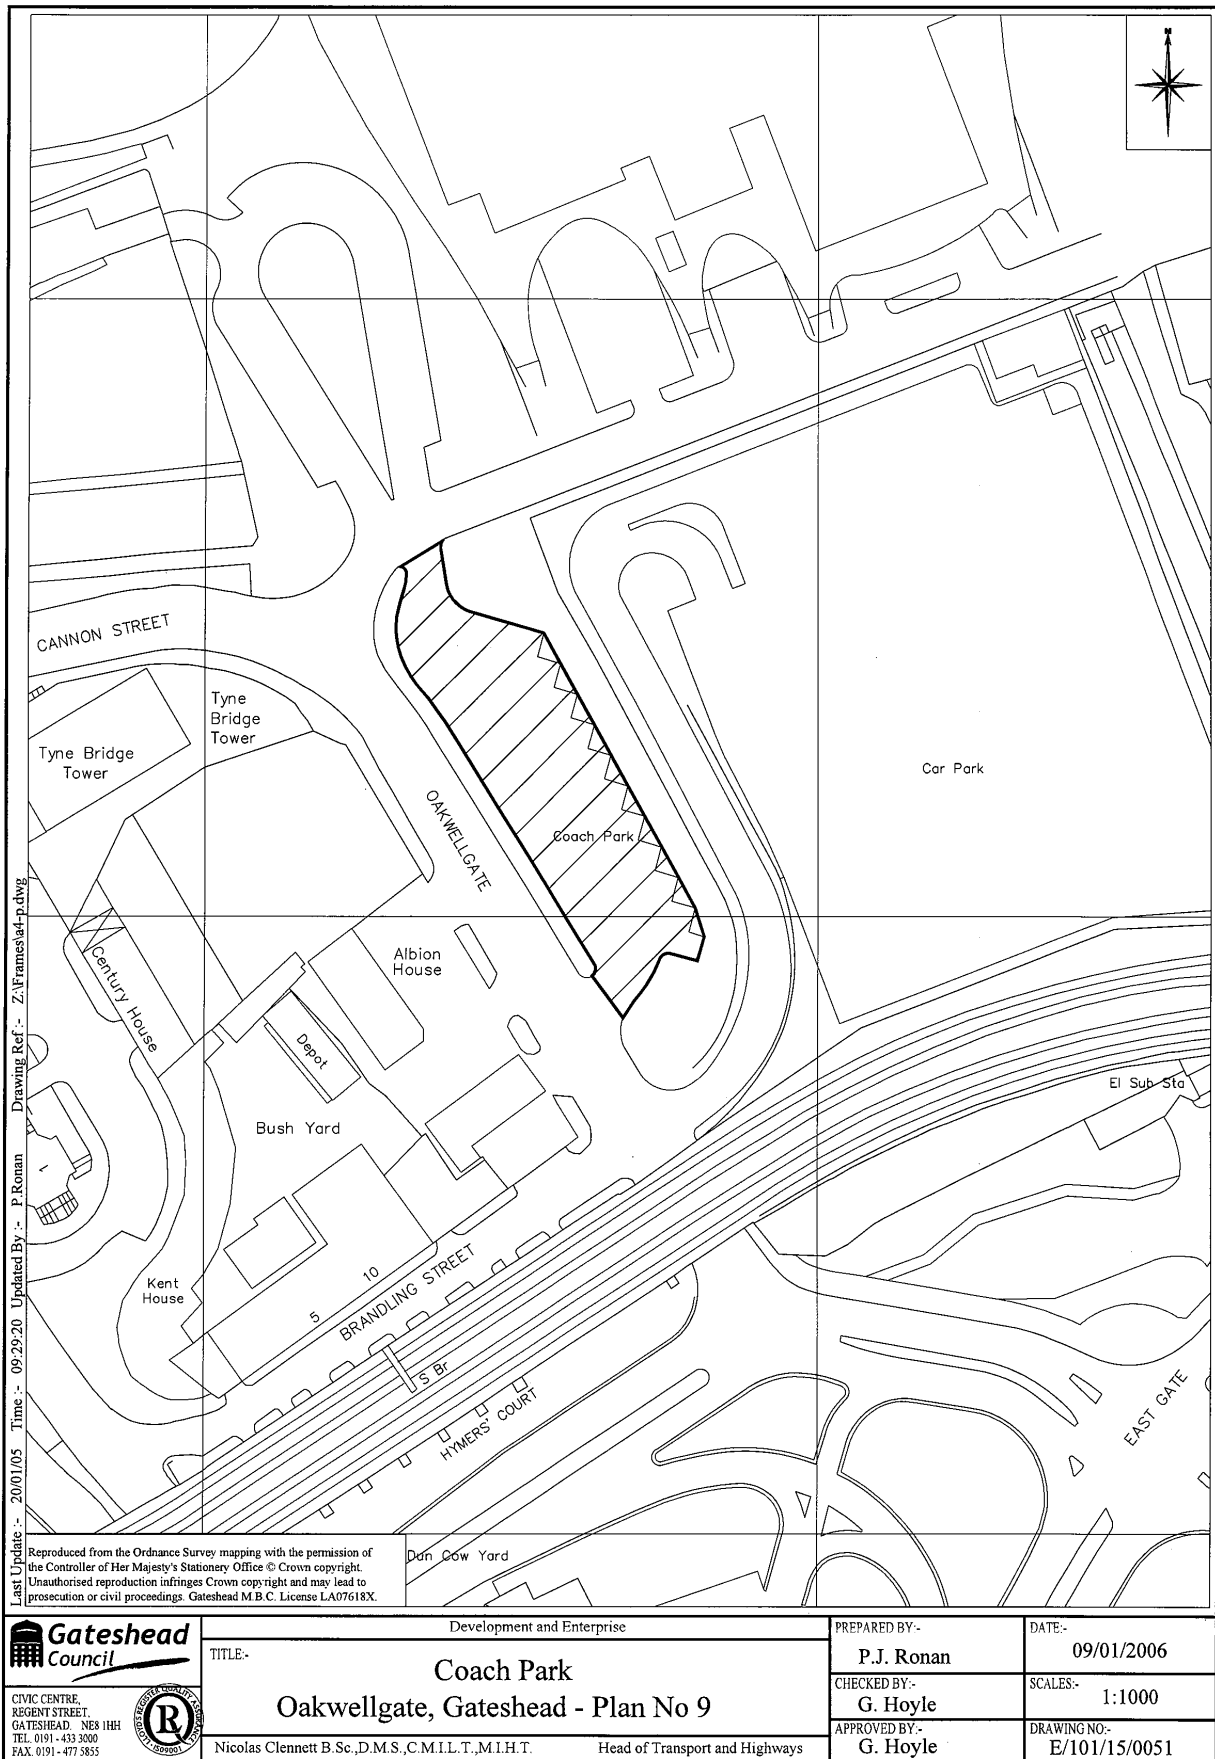 N
CANNON STREET
Tyne
Bridge
Tower
Tyne Bridge
Tower
Car Park
OAKWELLGATE
Coach Park
Century House
Albion
House
Depot
El Sub Sta
Bush Yard
1
Kent
House
10
5
BRANDLING STREET
S Br
HYMERS' COURT
EAST GATE
Dun Cow Yard
Last Update :- 20/01/05 Time :- 09:29:20 Updated By :- P.Ronan Drawing Ref :- Z:\Frames\a4-p.dwg
Reproduced from the Ordnance Survey mapping with the permission of
the Controller of Her Majesty's Stationery Office © Crown copyright.
Unauthorised reproduction infringes Crown copyright and may lead to
prosecution or civil proceedings. Gateshead M.B.C. License LA07618X.
Gateshead
Council
CIVIC CENTRE,
REGENT STREET,
GATESHEAD. NE8 1HH
TEL. 0191 - 433 3000
FAX. 0191 - 477 5855
LLOYD'S REGISTER QUALITY ASSURANCE
R
ISO9001
Development and Enterprise
TITLE:-
Coach Park
Oakwellgate, Gateshead - Plan No 9
Nicolas Clennett B.Sc.,D.M.S.,C.M.I.L.T.,M.I.H.T. Head of Transport and Highways
PREPARED BY:-
P.J. Ronan
DATE:-
09/01/2006
CHECKED BY:-
G. Hoyle
SCALES:-
1:1000
APPROVED BY:-
G. Hoyle
DRAWING NO:-
E/101/15/0051